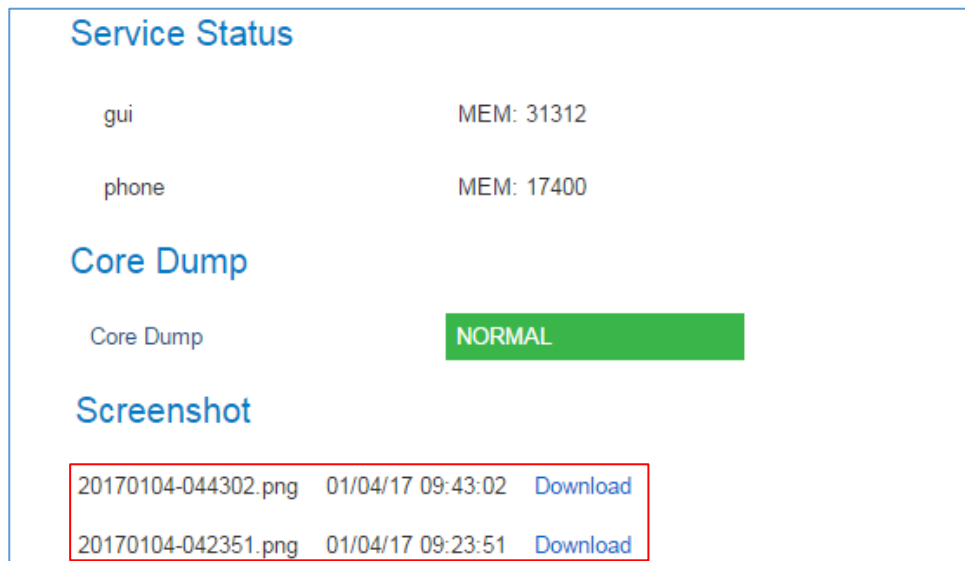 Service Status
gui MEM: 31312
phone MEM: 17400
Core Dump
Core Dump NORMAL
Screenshot
20170104-044302.png 01/04/17 09:43:02 Download
20170104-042351.png 01/04/17 09:23:51 Download